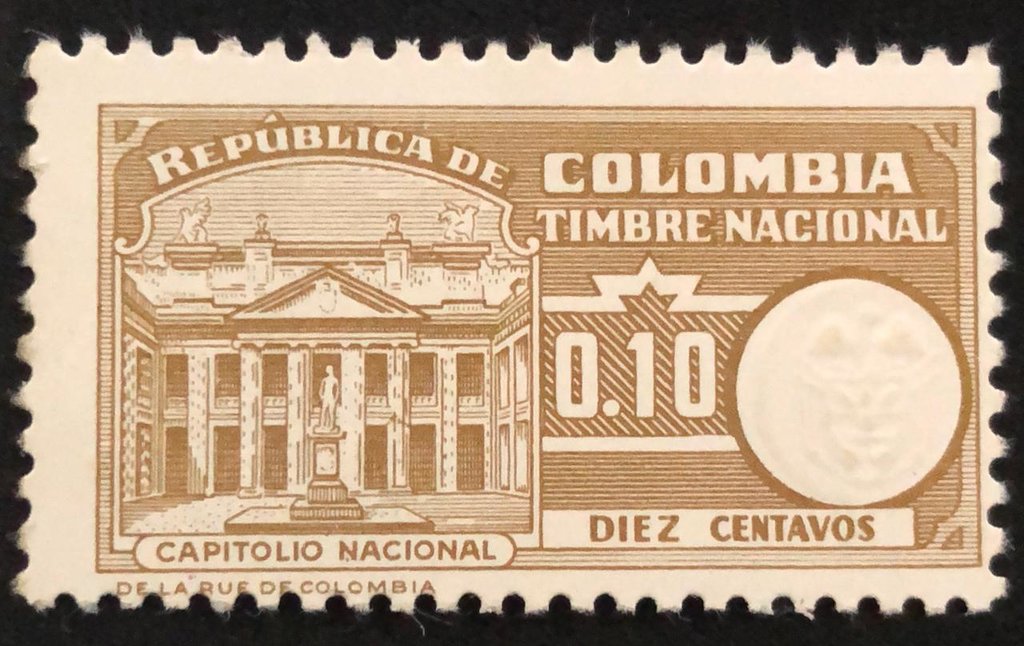 REPÚBLICA DE
COLOMBIA
TIMBRE NACIONAL
0.10
DIEZ CENTAVOS
CAPITOLIO NACIONAL
DE LA RUE DE COLOMBIA